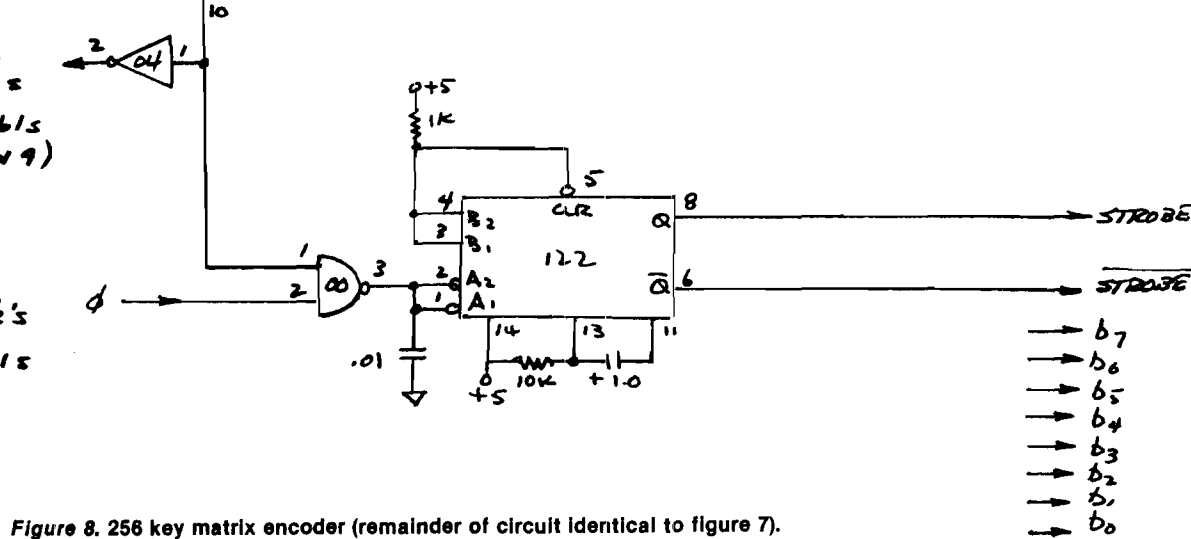 10
2
04
1
s
+5
1K
5
4
B2
3
B1
CLR
Q
8
STROBE
122
1
00
3
2
A2
1
A1
Q
6
STROBE
2
ϕ
14
13
11
.01
+5
10K
+ 1.0
b7
b6
b5
b4
b3
b2
b1
b0
Figure 8. 256 key matrix encoder (remainder of circuit identical to figure 7).